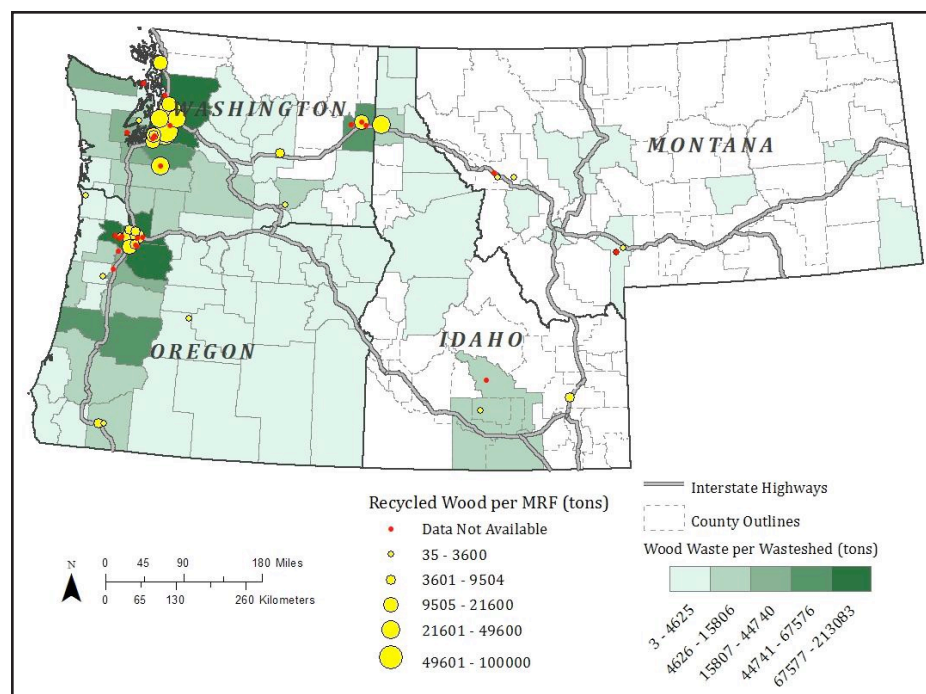 WASHINGTON
MONTANA
OREGON
IDAHO
Recycled Wood per MRF (tons)
Data Not Available
35 - 3600
3601 - 9504
9505 - 21600
21601 - 49600
49601 - 100000
Interstate Highways
County Outlines
Wood Waste per Wasteshed (tons)
3 - 4625
4626 - 15806
15807 - 44740
44741 - 67576
67577 - 213083
N
0 45 90 180 Miles
0 65 130 260 Kilometers